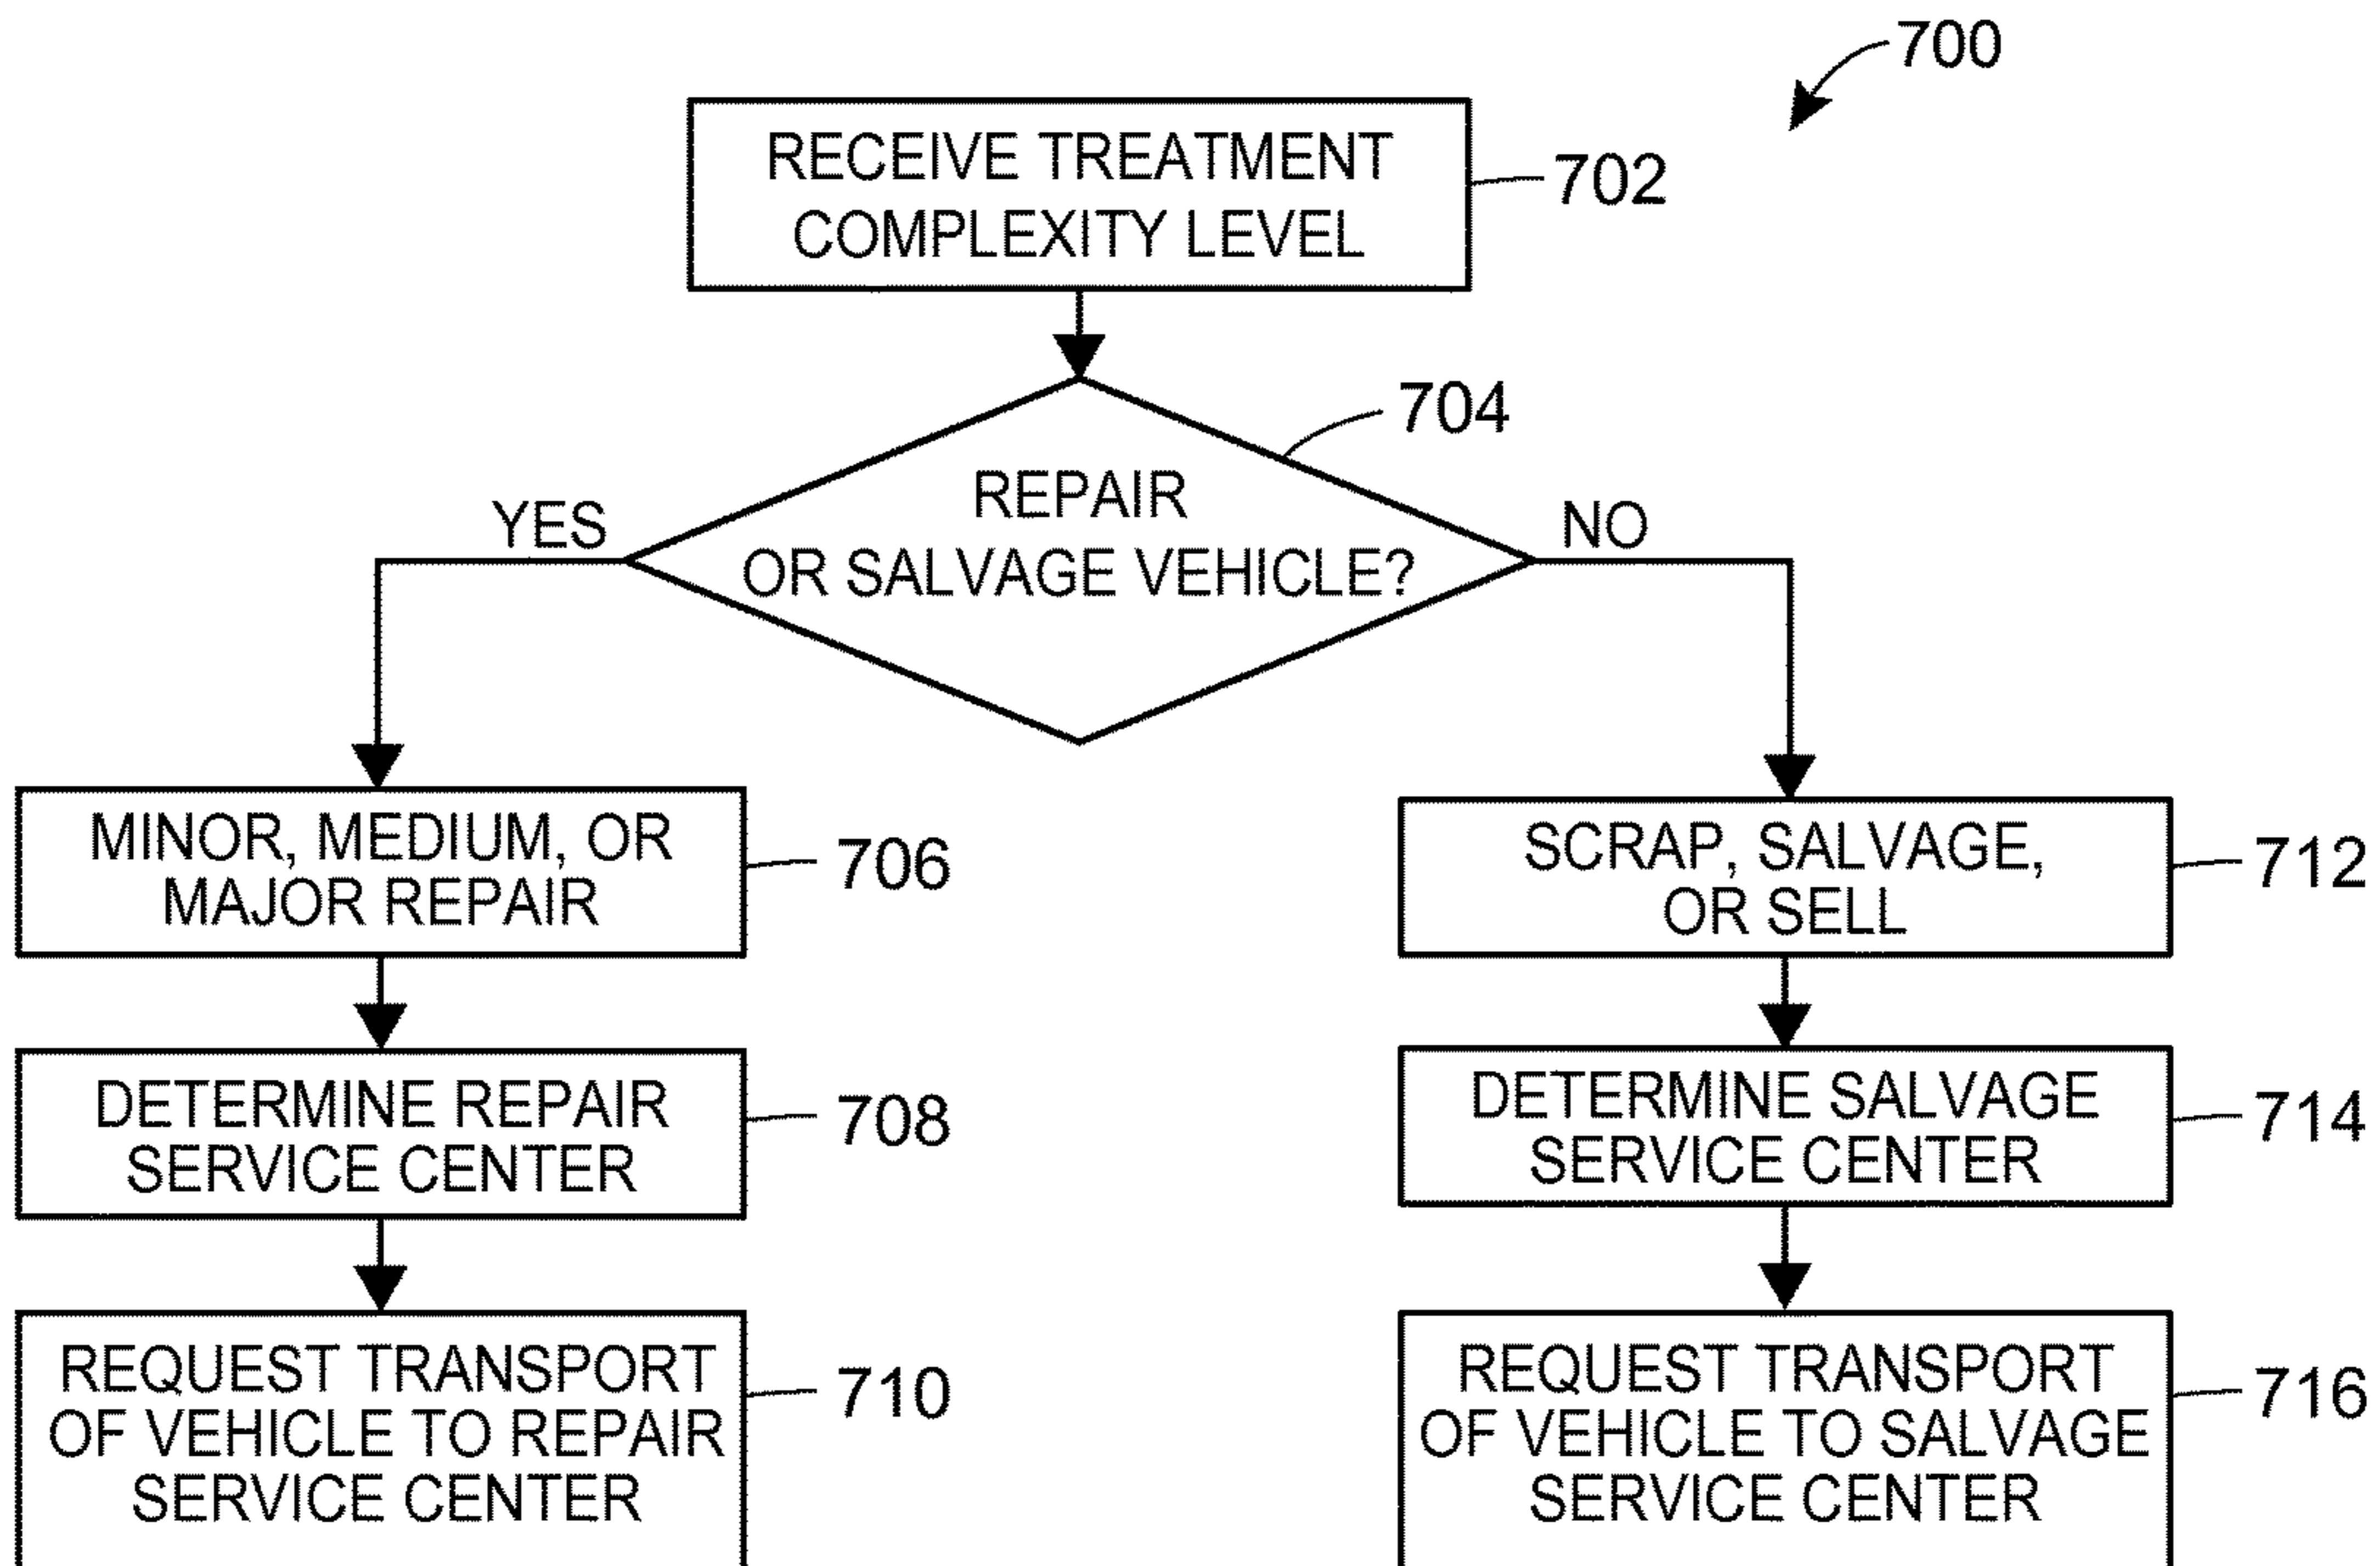 700
RECEIVE TREATMENT
COMPLEXITY LEVEL
702
704
REPAIR
OR SALVAGE VEHICLE?
YES
NO
MINOR, MEDIUM, OR
MAJOR REPAIR
706
SCRAP, SALVAGE,
OR SELL
712
DETERMINE REPAIR
SERVICE CENTER
708
DETERMINE SALVAGE
SERVICE CENTER
714
REQUEST TRANSPORT
OF VEHICLE TO REPAIR
SERVICE CENTER
710
REQUEST TRANSPORT
OF VEHICLE TO SALVAGE
SERVICE CENTER
716